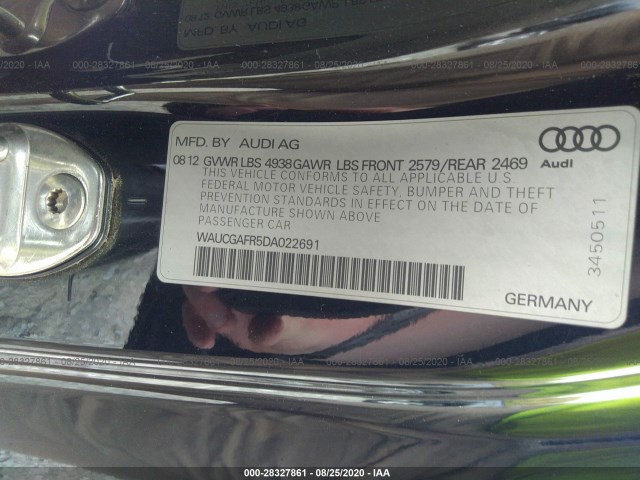 MFD. BY AUDI AG
08 12 GVWR LBS 4938 GAWR LBS FRONT 2579/REAR 2469
THIS VEHICLE CONFORMS TO ALL APPLICABLE U S
FEDERAL MOTOR VEHICLE SAFETY, BUMPER AND THEFT
PREVENTION STANDARDS IN EFFECT ON THE DATE OF
MANUFACTURE SHOWN ABOVE
PASSENGER CAR
WAUCGAFR5DA022691
Audi
3450511
GERMANY
000-28327861 - 08/25/2020 - IAA